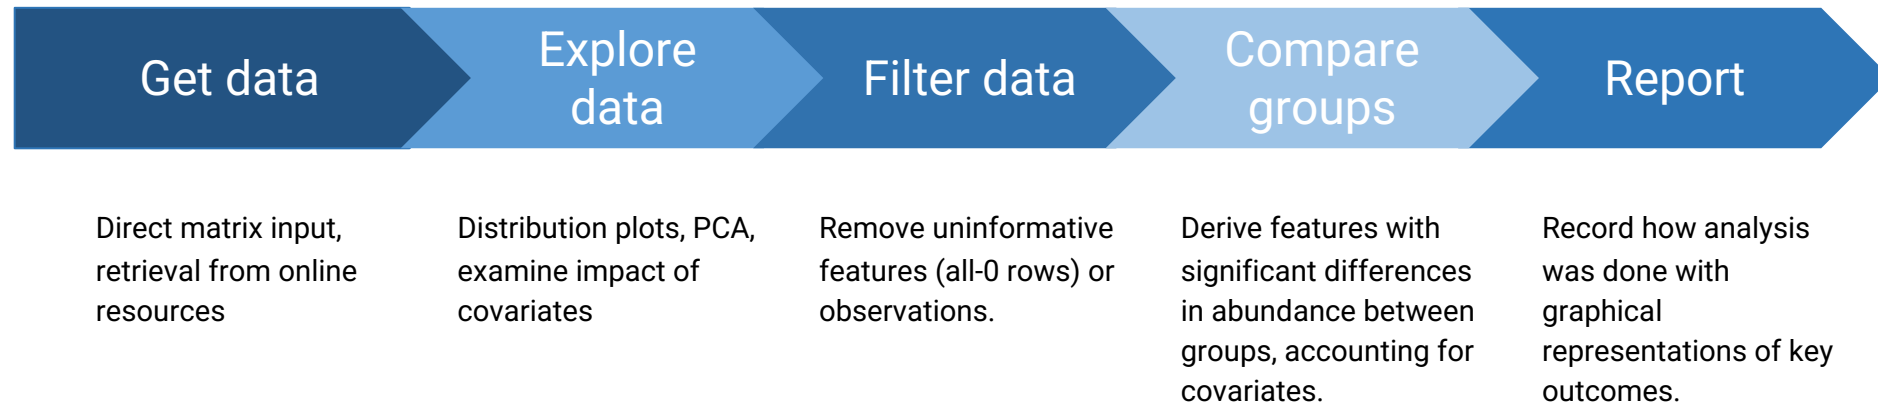 Get data
Explore
data
Filter data
Compare
groups
Report
Direct matrix input,
retrieval from online
resources
Distribution plots, PCA,
examine impact of
covariates
Remove uninformative
features (all-0 rows) or
observations.
Derive features with
significant differences
in abundance between
groups, accounting for
covariates.
Record how analysis
was done with
graphical
representations of key
outcomes.